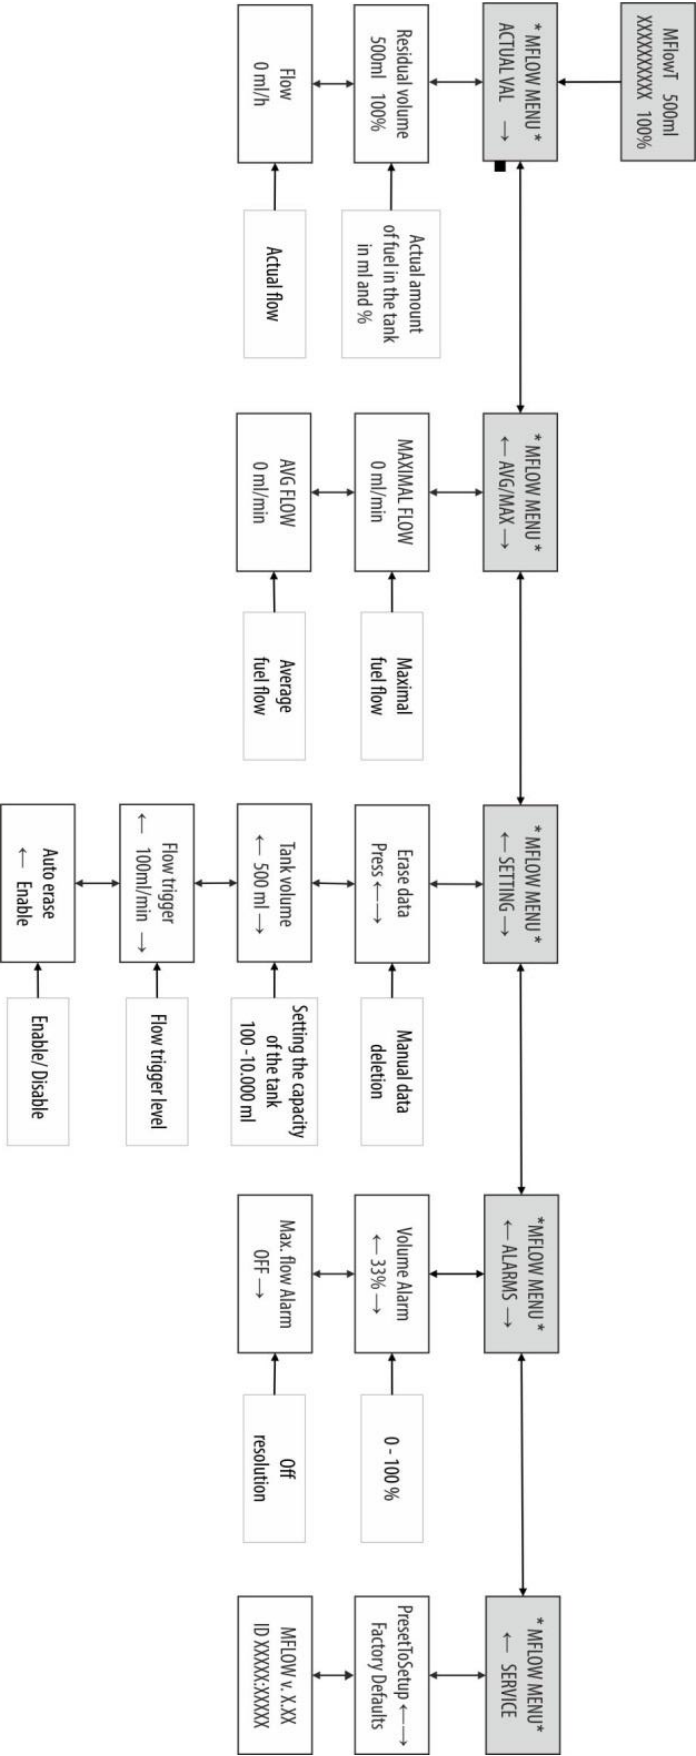 MFlowT 500ml
XXXXXXXXXX 100%
* MFLOW MENU *
ACTUAL VAL →
Residual volume
500ml 100%
Actual amount
of fuel in the tank
in ml and %
Flow
0 ml/h
Actual flow
* MFLOW MENU *
← AVG/MAX →
MAXIMAL FLOW
0 ml/min
Maximal
fuel flow
AVG FLOW
0 ml/min
Average
fuel flow
* MFLOW MENU *
← SETTING →
Erase data
Press ←→
Manual data
deletion
Tank volume
← 500 ml →
Setting the capacity
of the tank
100 -10.000 ml
Flow trigger
← 100ml/min →
Flow trigger level
Auto erase
← Enable
Enable/ Disable
*MFLOW MENU *
← ALARMS →
Volume Alarm
← 33% →
0 - 100 %
Max. flow Alarm
OFF →
Off
resolution
* MFLOW MENU*
← SERVICE
PresetToSetup ←→
Factory Defaults
MFLOW v. X.XX
ID XXXXX:XXXXX